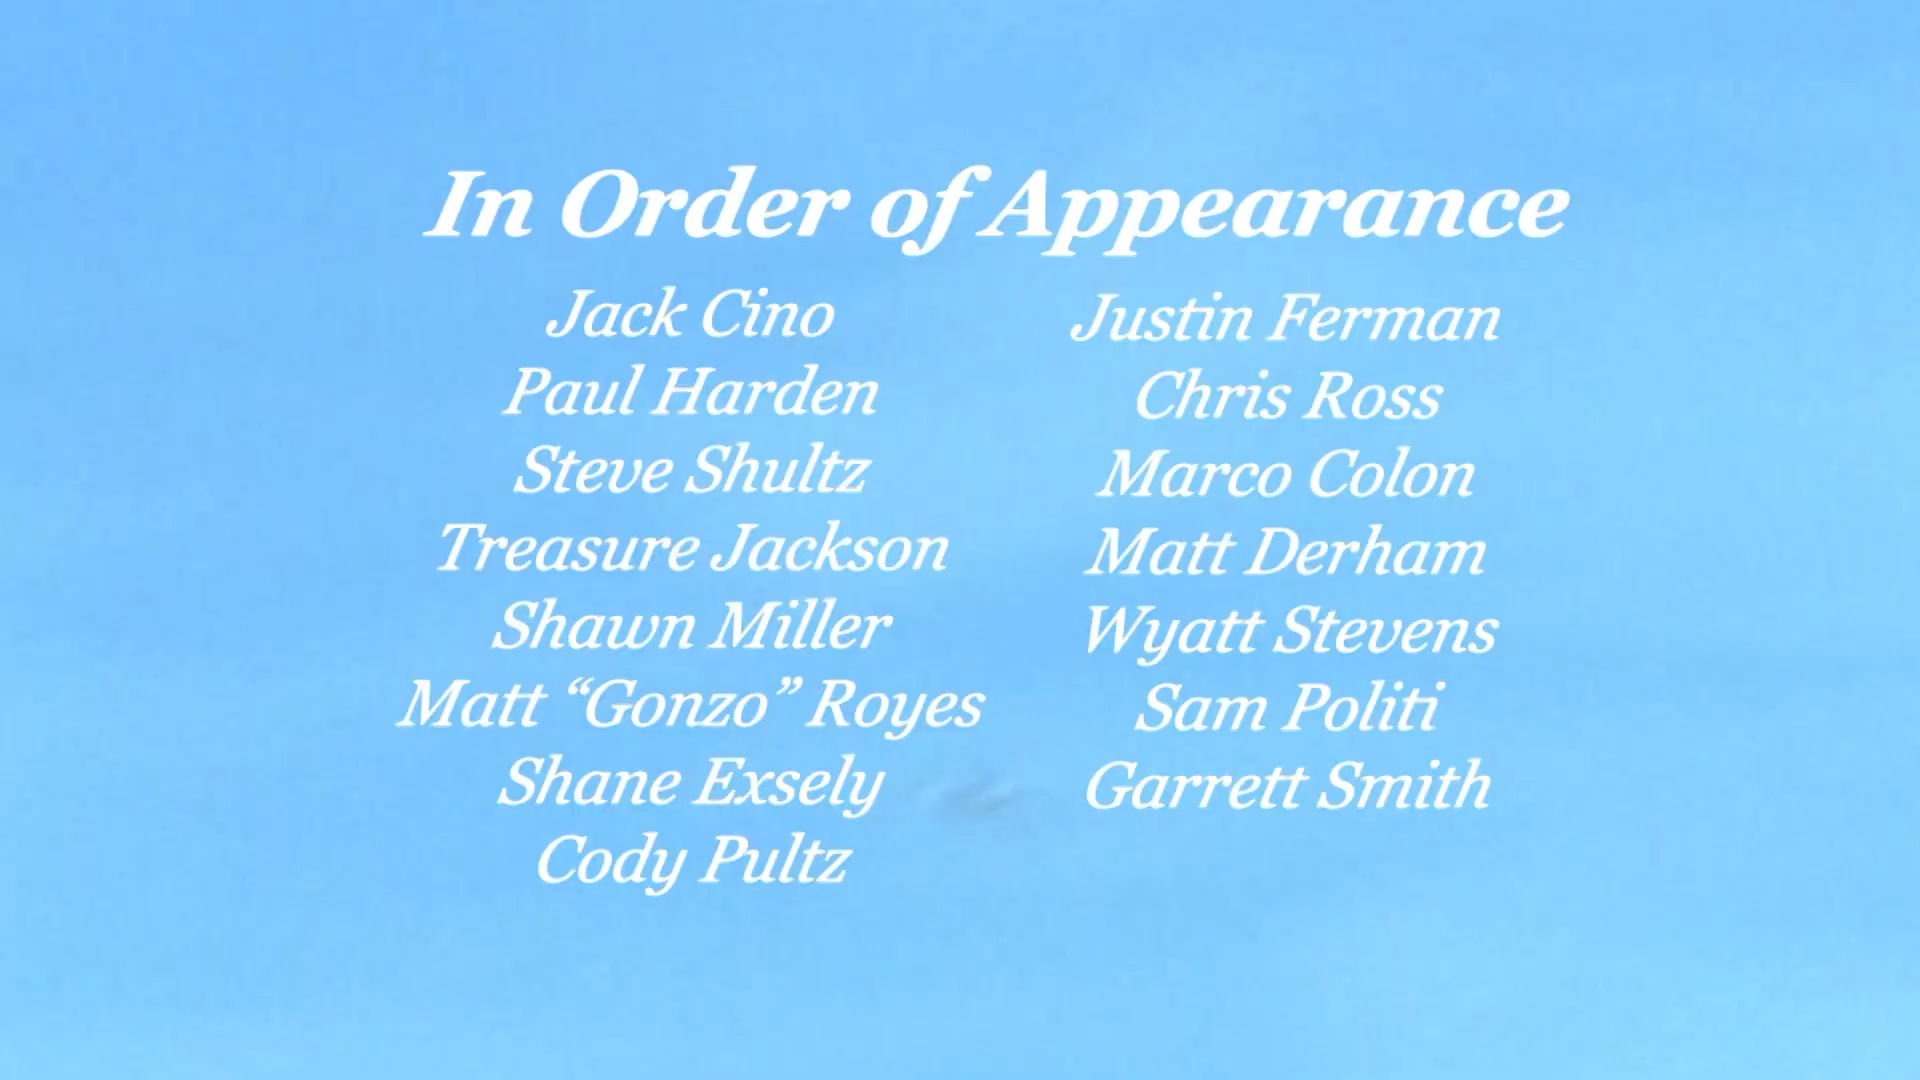 In Order of Appearance
Jack Cino
Paul Harden
Steve Shultz
Treasure Jackson
Shawn Miller
Matt “Gonzo” Royes
Shane Exsely
Cody Pultz
Justin Ferman
Chris Ross
Marco Colon
Matt Derham
Wyatt Stevens
Sam Politi
Garrett Smith